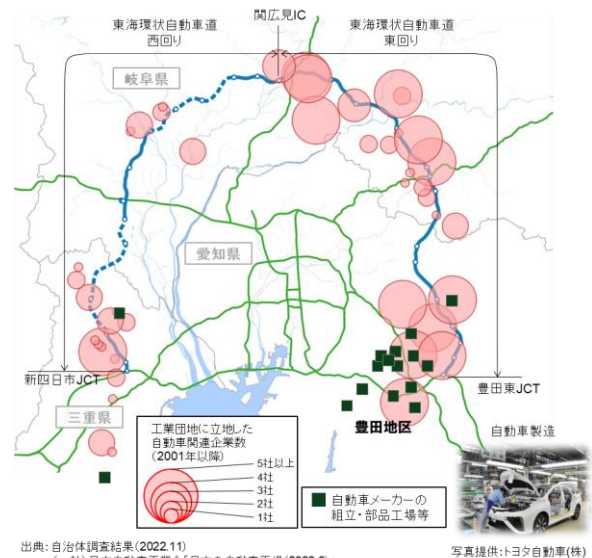 東海環状自動車道
西回り
関広見IC
東海環状自動車道
東回り
岐阜県
愛知県
新四日市JCT
豊田東JCT
三重県
豊田地区
自動車製造
工業団地に立地した
自動車関連企業数
(2001年以降)
5社以上
4社
3社
2社
1社
自動車メーカーの
組立・部品工場等
出典:自治体調査結果(2022.11)
写真提供:トヨタ自動車(株)